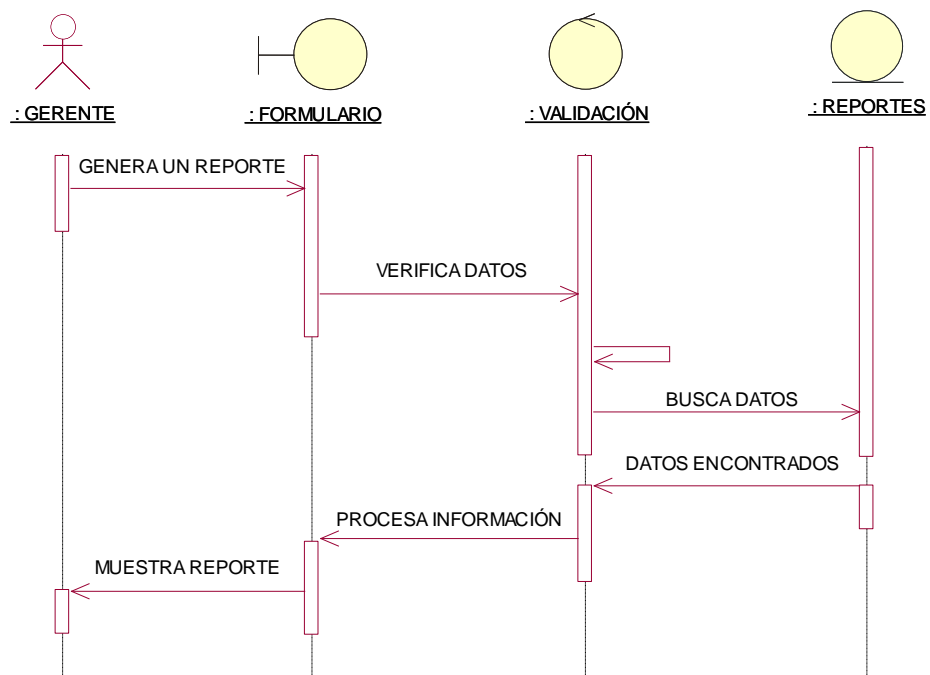 : GERENTE
: FORMULARIO
: VALIDACIÓN
: REPORTES
GENERA UN REPORTE
VERIFICA DATOS
BUSCA DATOS
DATOS ENCONTRADOS
PROCESA INFORMACIÓN
MUESTRA REPORTE